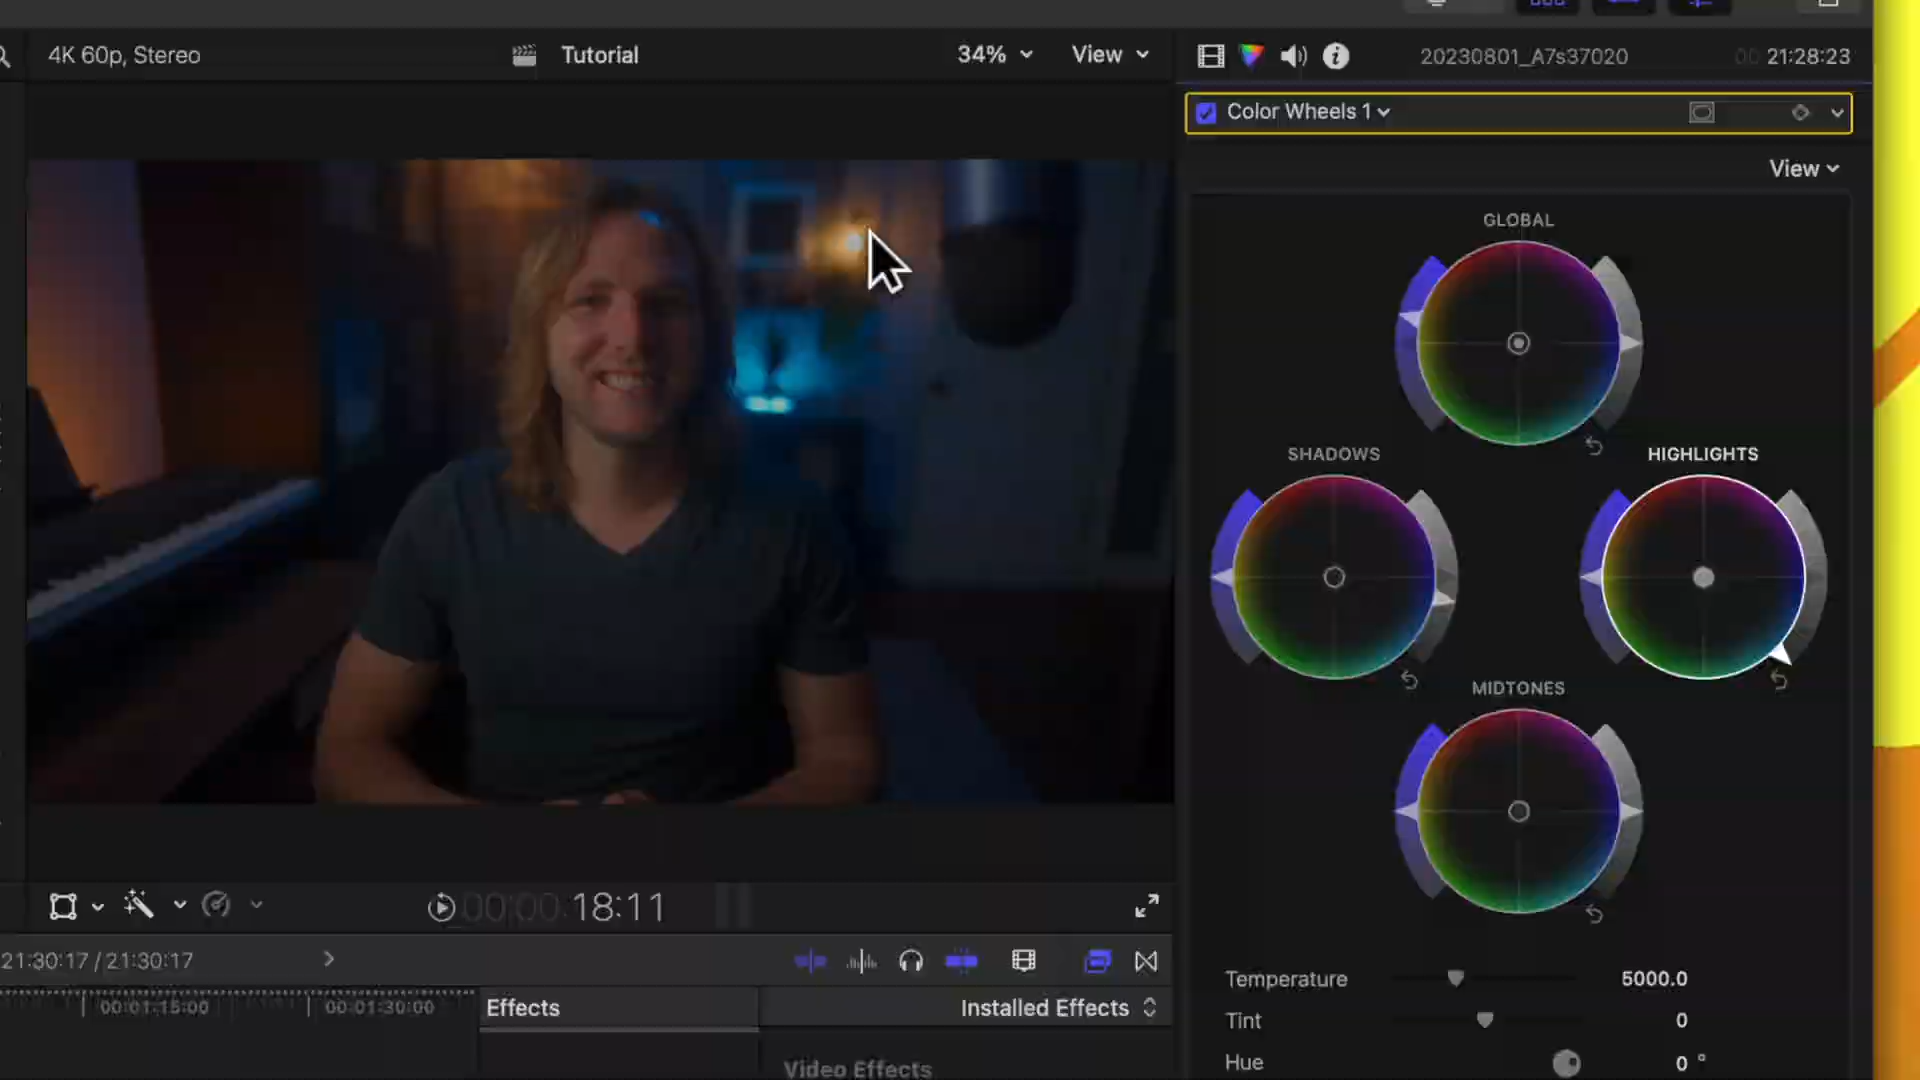 4K 60p, Stereo
Tutorial
34%
View
20230801_A7s37020
00 21:28:23
Color Wheels 1
View
GLOBAL
SHADOWS
HIGHLIGHTS
MIDTONES
00:00:18:11
21:30:17 / 21:30:17
00:01:15:00
00:01:30:00
Effects
Installed Effects
Video Effects
Temperature
5000.0
Tint
0
Hue
0 °